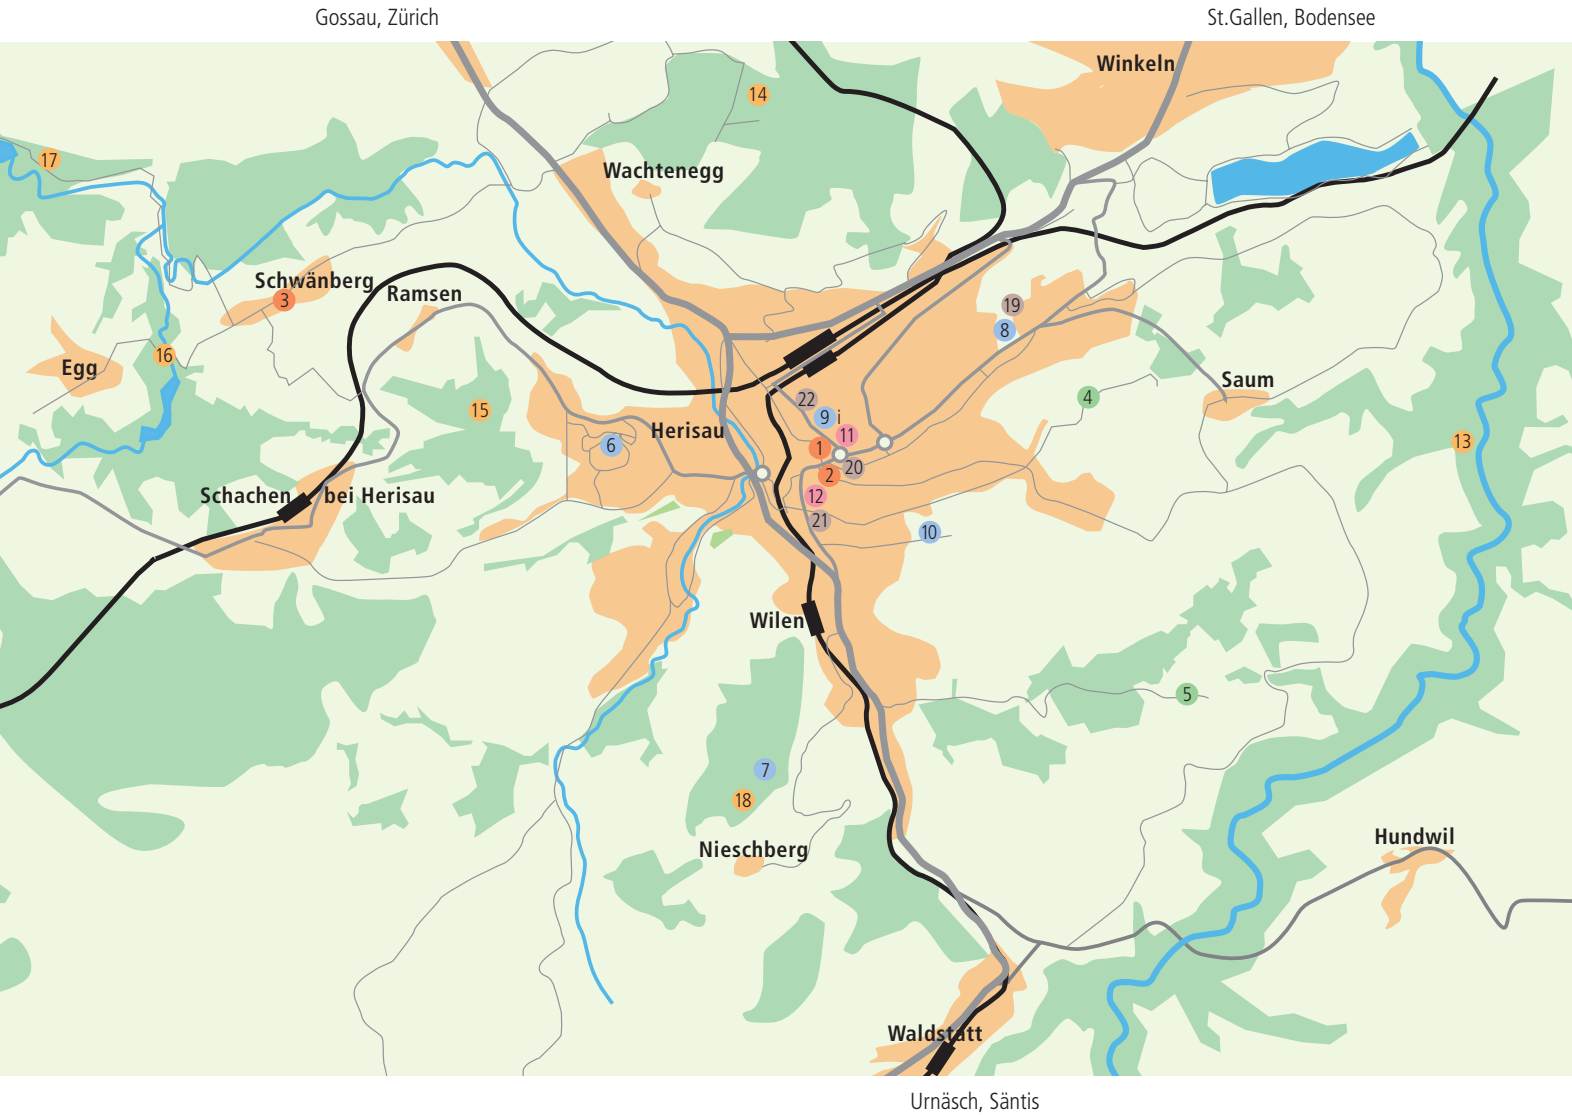 Gossau, Zürich
St.Gallen, Bodensee
Winkeln
14
17
Wachtenegg
Schwänberg
3
Ramsen
19
8
16
Egg
Saum
22
4
15
9 i
11
Herisau
6
1
13
20
2
Schachen bei Herisau
12
21
10
Wilen
5
7
18
Nieschberg
Hundwil
Waldstatt
Urnäsch, Säntis